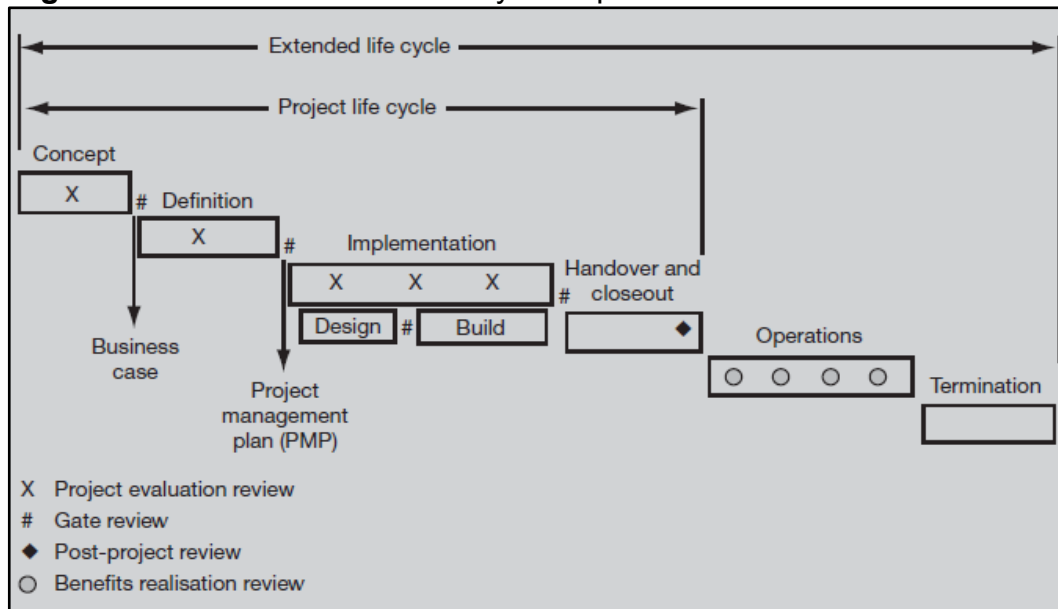 Extended life cycle
Project life cycle
Concept
X
# Definition
X
#
Implementation
X X X
Design # Build
#
Handover and
closeout
◆
Operations
Termination
Business
case
Project
management
plan (PMP)
X Project evaluation review
# Gate review
◆ Post-project review
○ Benefits realisation review